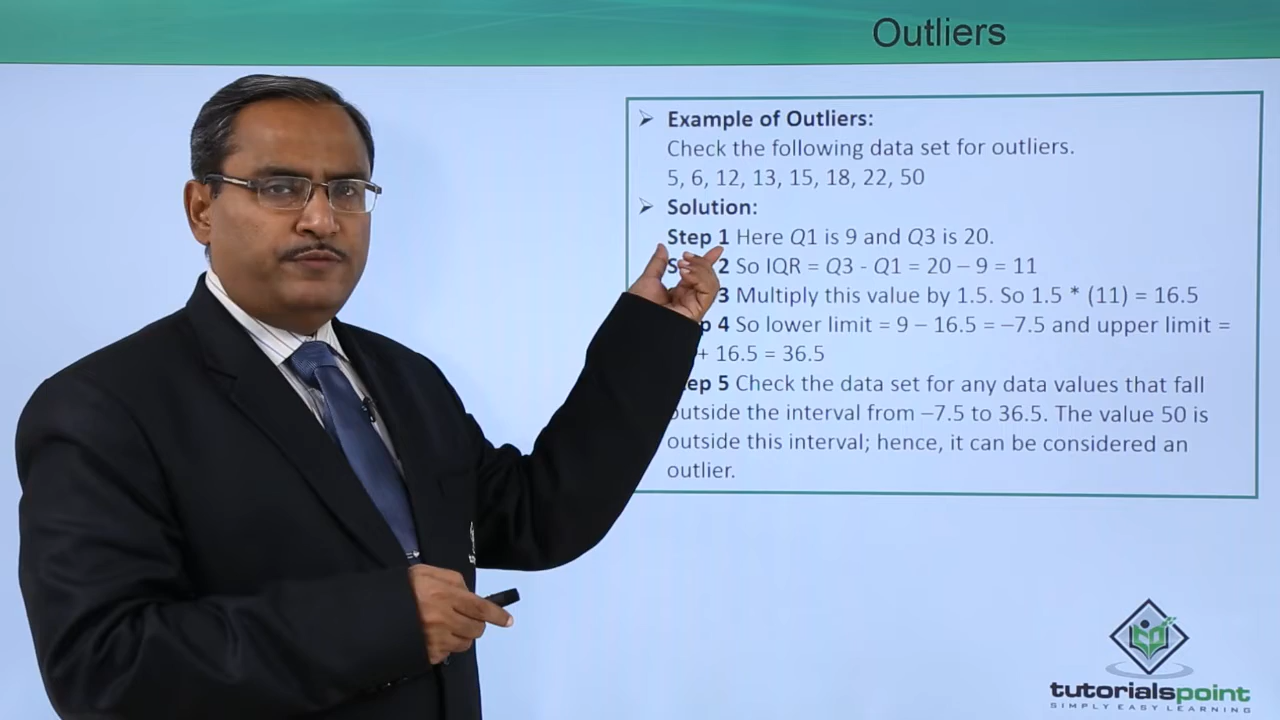 Outliers
➢ Example of Outliers:
Check the following data set for outliers.
5, 6, 12, 13, 15, 18, 22, 50
➢ Solution:
Step 1 Here Q1 is 9 and Q3 is 20.
2 So IQR = Q3 - Q1 = 20 – 9 = 11
3 Multiply this value by 1.5. So 1.5 * (11) = 16.5
4 So lower limit = 9 – 16.5 = –7.5 and upper limit =
+ 16.5 = 36.5
Step 5 Check the data set for any data values that fall
outside the interval from –7.5 to 36.5. The value 50 is
outside this interval; hence, it can be considered an
outlier.
tutorialspoint
SIMPLY EASY LEARNING